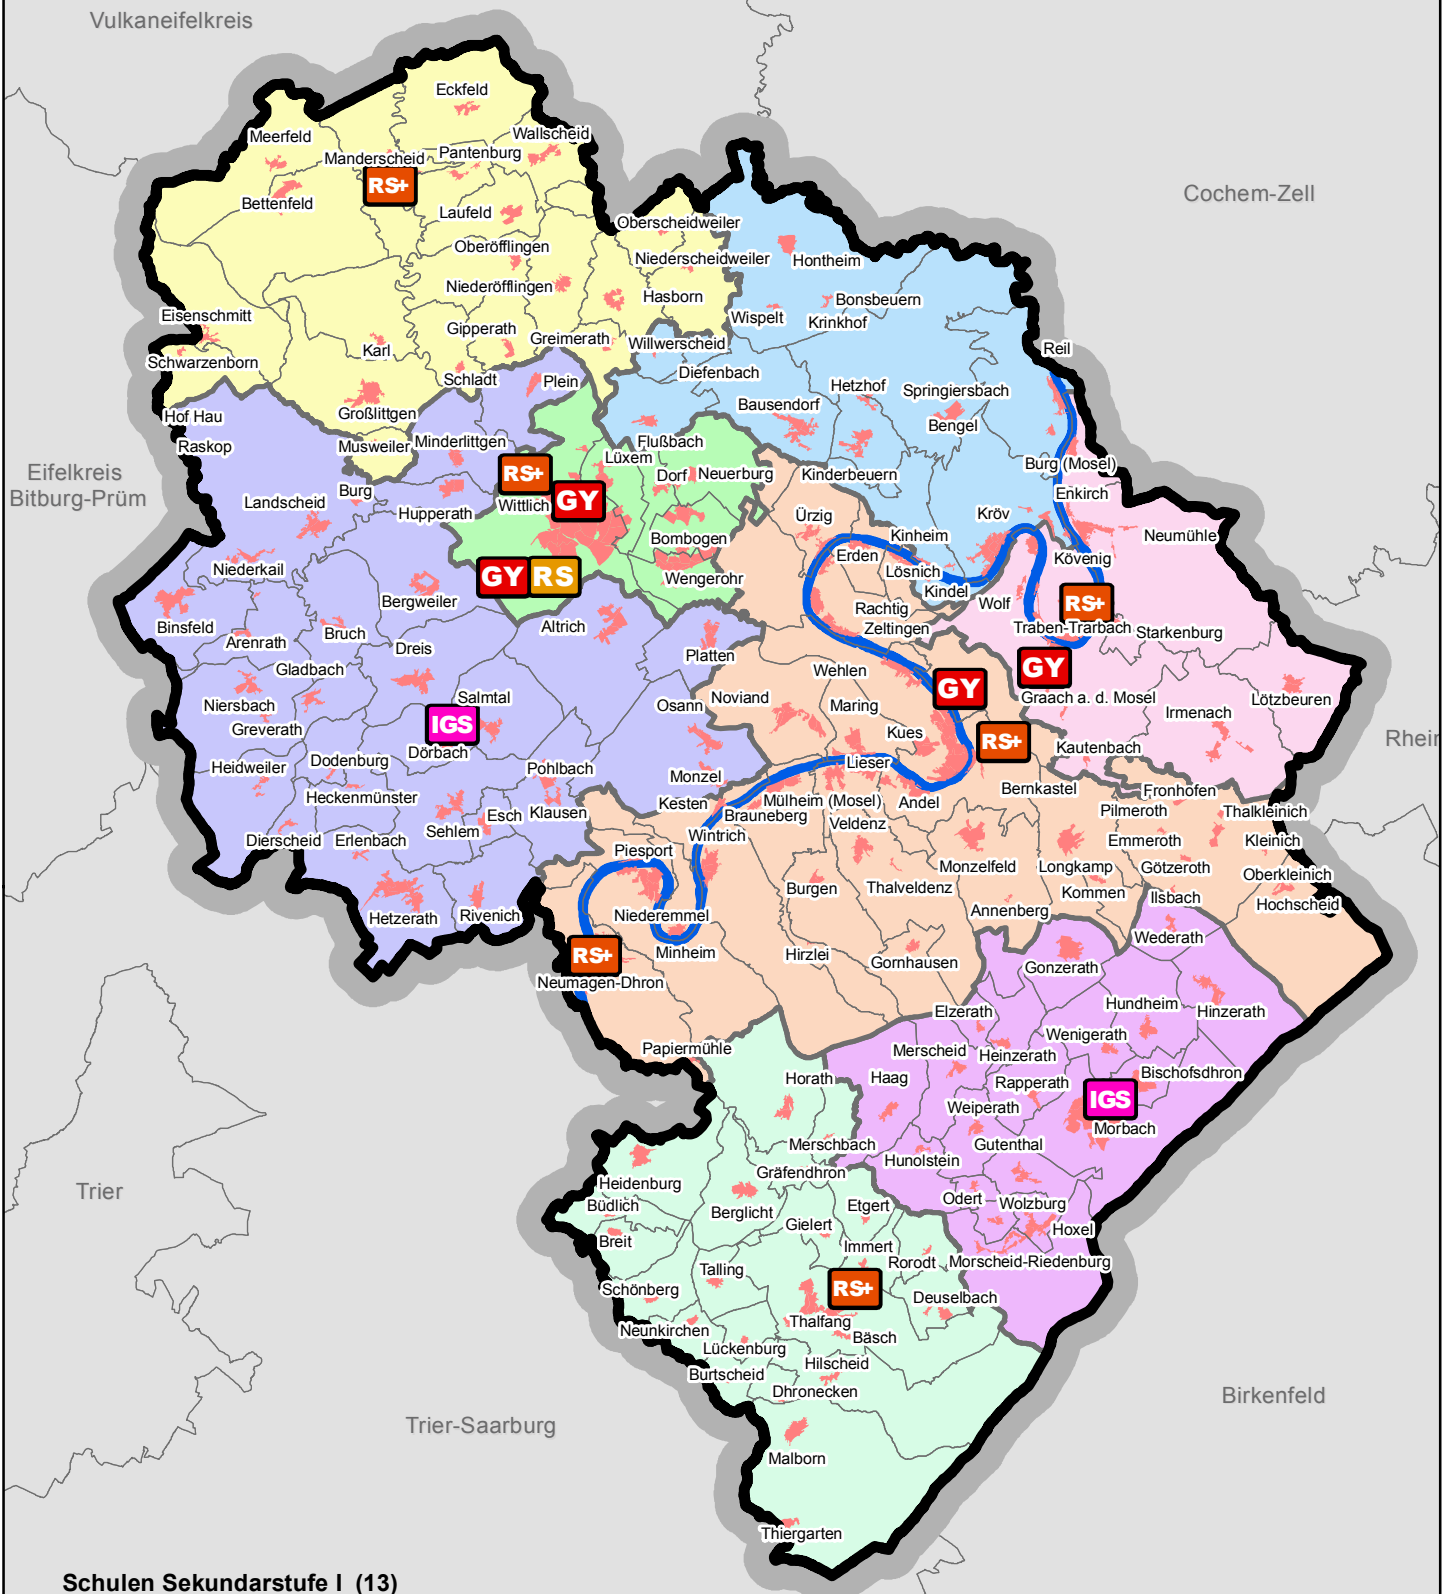 Vulkaneifelkreis
Eckfeld
Meerfeld
Wallscheid
Manderscheid
Pantenburg
RS+
Cochem-Zell
Bettenfeld
Laufeld
Oberscheidweiler
Oberöfflingen
Niederscheidweiler
Hontheim
Niederöfflingen
Hasborn
Bonsbeuern
Eisenschmitt
Wispelt
Krinkhof
Gipperath
Greimerath
Willwerscheid
Karl
Reil
Schwarzenborn
Schladt
Plein
Diefenbach
Hetzhof
Springiersbach
Bausendorf
Hof Hau
Großlittgen
Bengel
Raskop
Musweiler
Minderlittgen
Flußbach
Lüxem
Burg (Mosel)
Eifelkreis
Bitburg-Prüm
RS+
Dorf
Neuerburg
Kinderbeuern
Burg
Enkirch
Landscheid
Wittlich
GY
Hupperath
Ürzig
Kröv
Kinheim
Neumühle
Bombogen
Erden
Kövenig
Niederkail
Lösnich
GY
RS
Wengerohr
Kindel
Bergweiler
Wolf
RS+
Rachtig
Binsfeld
Altrich
Zeltingen
Traben-Trarbach
Starkenburg
Arenrath
Bruch
Dreis
Platten
Gladbach
Wehlen
GY
GY
Salmtal
Noviand
Graach a. d. Mosel
Lötzbeuren
Niersbach
Osann
Maring
Irmenach
Greverath
IGS
Kues
RS+
Rhein
Dörbach
Kautenbach
Dodenburg
Lieser
Heidweiler
Pohlbach
Monzel
Bernkastel
Fronhofen
Heckenmünster
Kesten
Mülheim (Mosel)
Andel
Pilmeroth
Thalkleinich
Esch
Klausen
Brauneberg
Veldenz
Sehlem
Wintrich
Dierscheid
Erlenbach
Emmeroth
Kleinich
Piesport
Monzelfeld
Longkamp
Götzeroth
Oberkleinich
Burgen
Thalveldenz
Kommen
Ilsbach
Hochscheid
Hetzerath
Rivenich
Niederemmel
Annenberg
Wederath
RS+
Minheim
Hirzlei
Gornhausen
Gonzerath
Neumagen-Dhron
Elzerath
Hundheim
Hinzerath
Wenigerath
Papiermühle
Merscheid
Heinzerath
Bischofsdhron
Horath
Haag
Rapperath
IGS
Weiperath
Morbach
Merschbach
Gutenthal
Hunolstein
Gräfendhron
Heidenburg
Trier
Büdlich
Berglicht
Etgert
Odert
Wolzburg
Gielert
Hoxel
Breit
Immert
Rorodt
Morscheid-Riedenburg
Talling
Schönberg
RS+
Deuselbach
Thalfang
Neunkirchen
Bäsch
Lückenburg
Hilscheid
Burtscheid
Dhronecken
Birkenfeld
Trier-Saarburg
Malborn
Thiergarten
Schulen Sekundarstufe I (13)